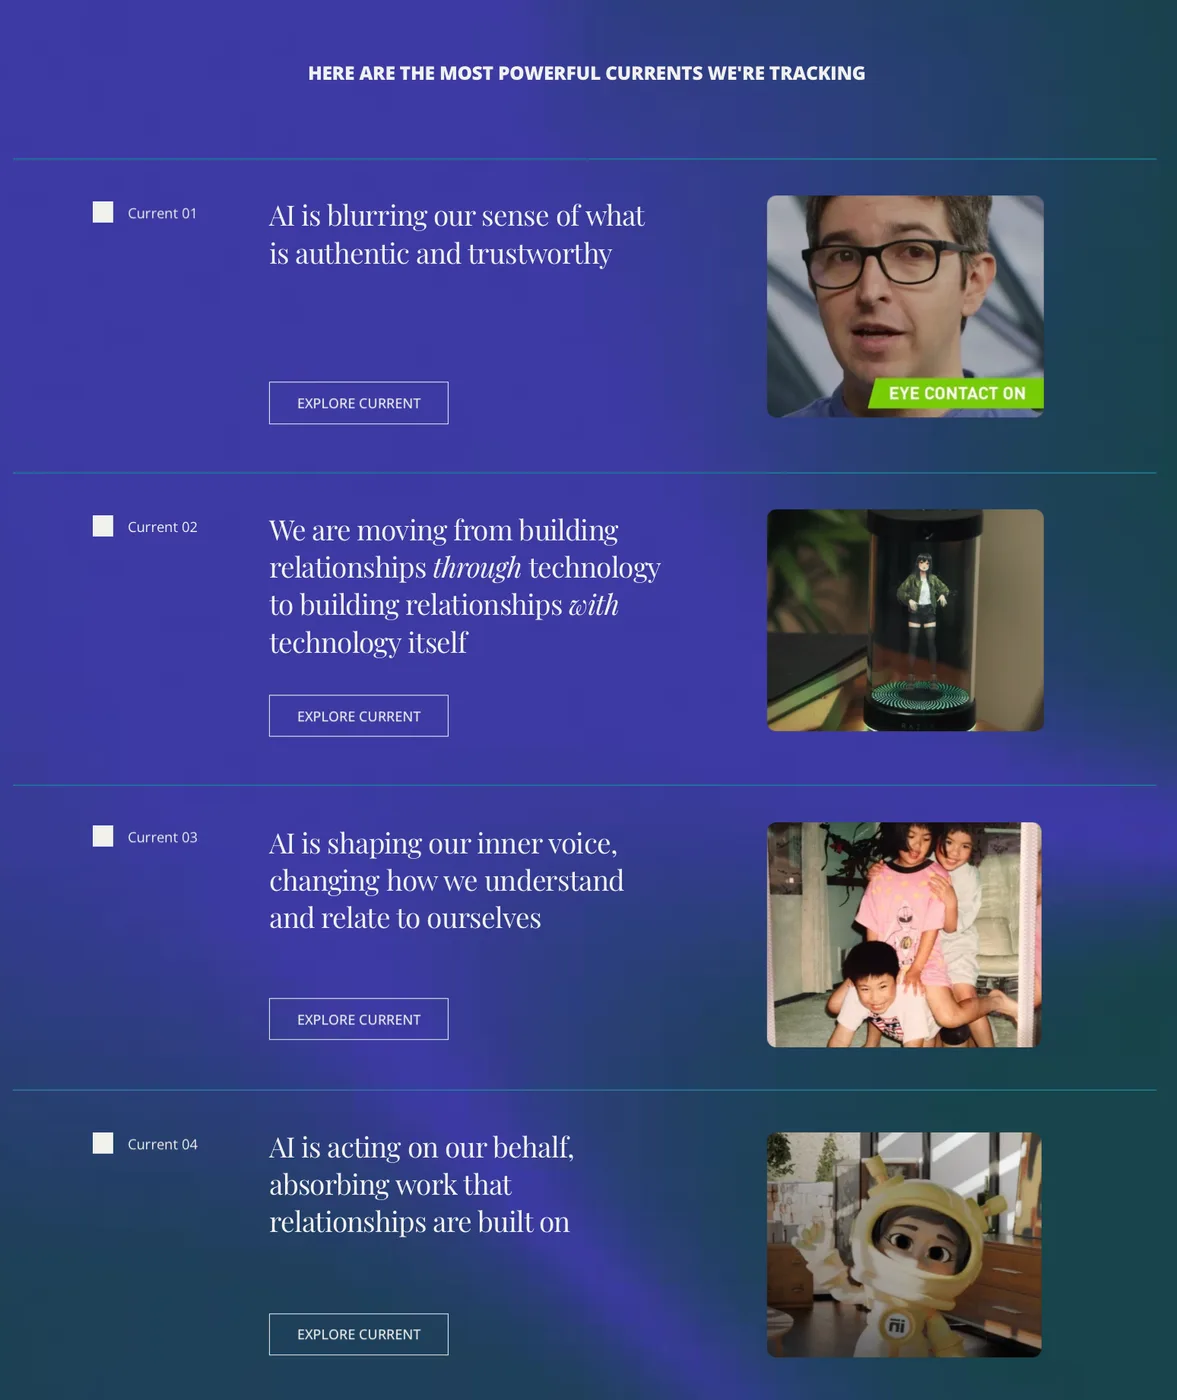 HERE ARE THE MOST POWERFUL CURRENTS WE'RE TRACKING
Current 01
AI is blurring our sense of what
is authentic and trustworthy
EYE CONTACT ON
EXPLORE CURRENT
Current 02
We are moving from building
relationships through technology
to building relationships with
technology itself
EXPLORE CURRENT
Current 03
AI is shaping our inner voice,
changing how we understand
and relate to ourselves
EXPLORE CURRENT
Current 04
AI is acting on our behalf,
absorbing work that
relationships are built on
EXPLORE CURRENT